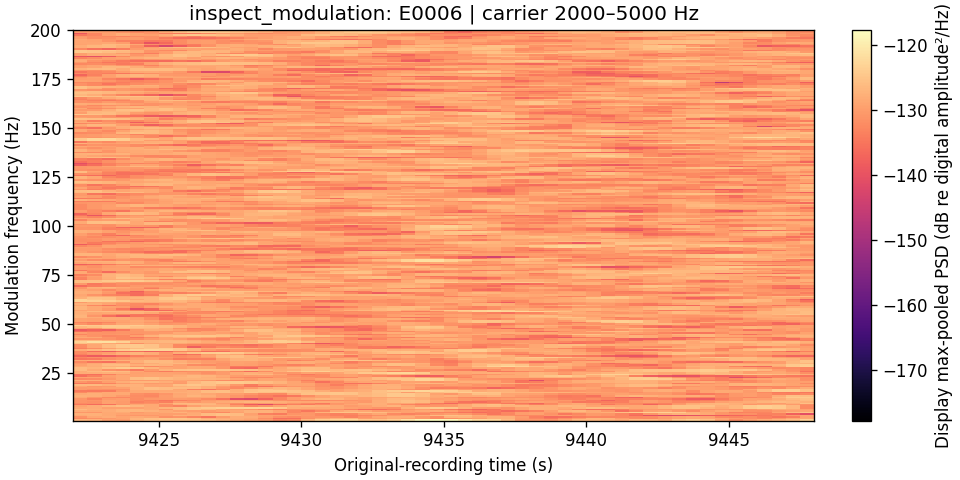 inspect_modulation: E0006 | carrier 2000–5000 Hz
200
175
150
125
100
75
50
25
Modulation frequency (Hz)
9425 9430 9435 9440 9445
Original-recording time (s)
−120
−130
−140
−150
−160
−170
Display max-pooled PSD (dB re digital amplitude²/Hz)